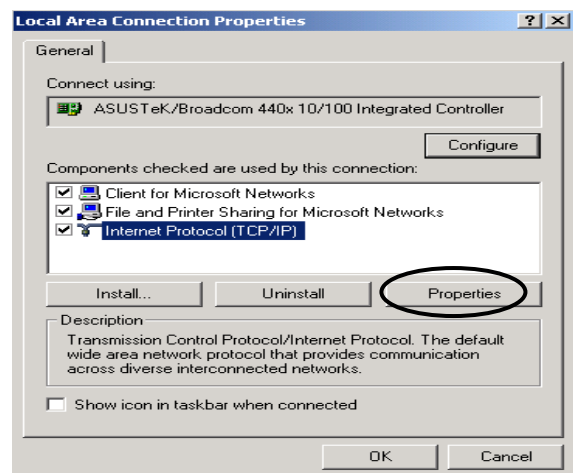 Local Area Connection Properties
General
Connect using:
ASUSTeK/Broadcom 440x 10/100 Integrated Controller
Configure
Components checked are used by this connection:
Client for Microsoft Networks
File and Printer Sharing for Microsoft Networks
Internet Protocol (TCP/IP)
Install... Uninstall Properties
Description
Transmission Control Protocol/Internet Protocol. The default
wide area network protocol that provides communication
across diverse interconnected networks.
Show icon in taskbar when connected
OK Cancel